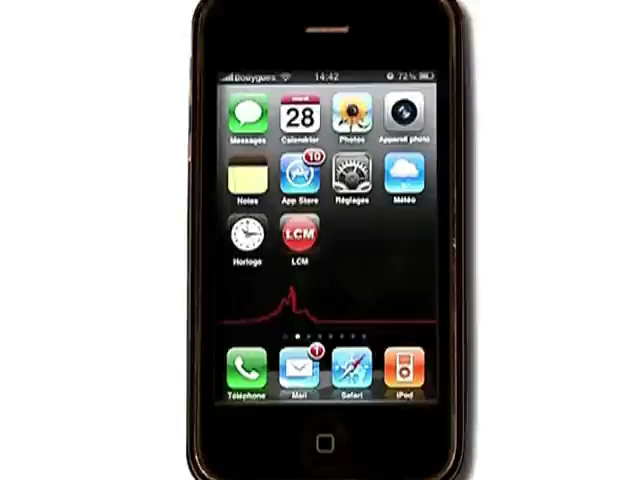 Bouygues 14:42 72 %
28
Messages Calendrier Photos Appareil photo
10
Notes App Store Réglages Météo
LCM
Horloge LCM
1
Téléphone Mail Safari iPod